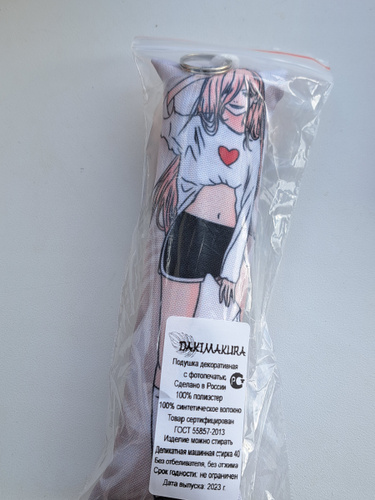 DAKIMAKURA
Подушка декоративная
с фотопечатью
Сделано в России
100% полиэстер
100% синтетическое волокно
Товар сертифицирован
ГОСТ 55857-2013
Изделие можно стирать
Деликатная машинная стирка 40
Без отбеливателя, без отжима
Срок годности: не ограничен
Дата выпуска 2023 г.